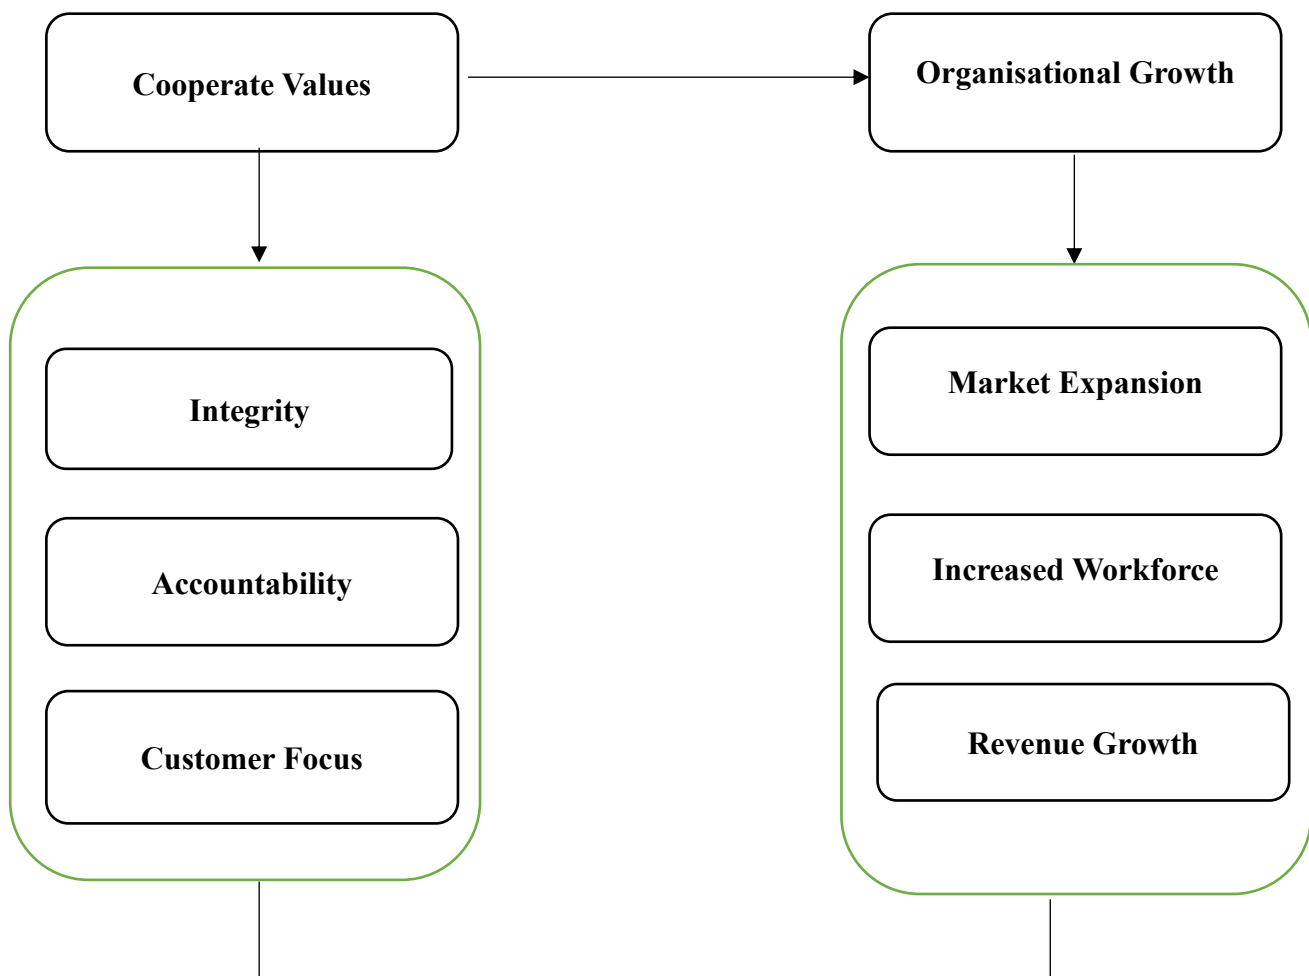 Cooperate Values
Organisational Growth
Integrity
Accountability
Customer Focus
Market Expansion
Increased Workforce
Revenue Growth